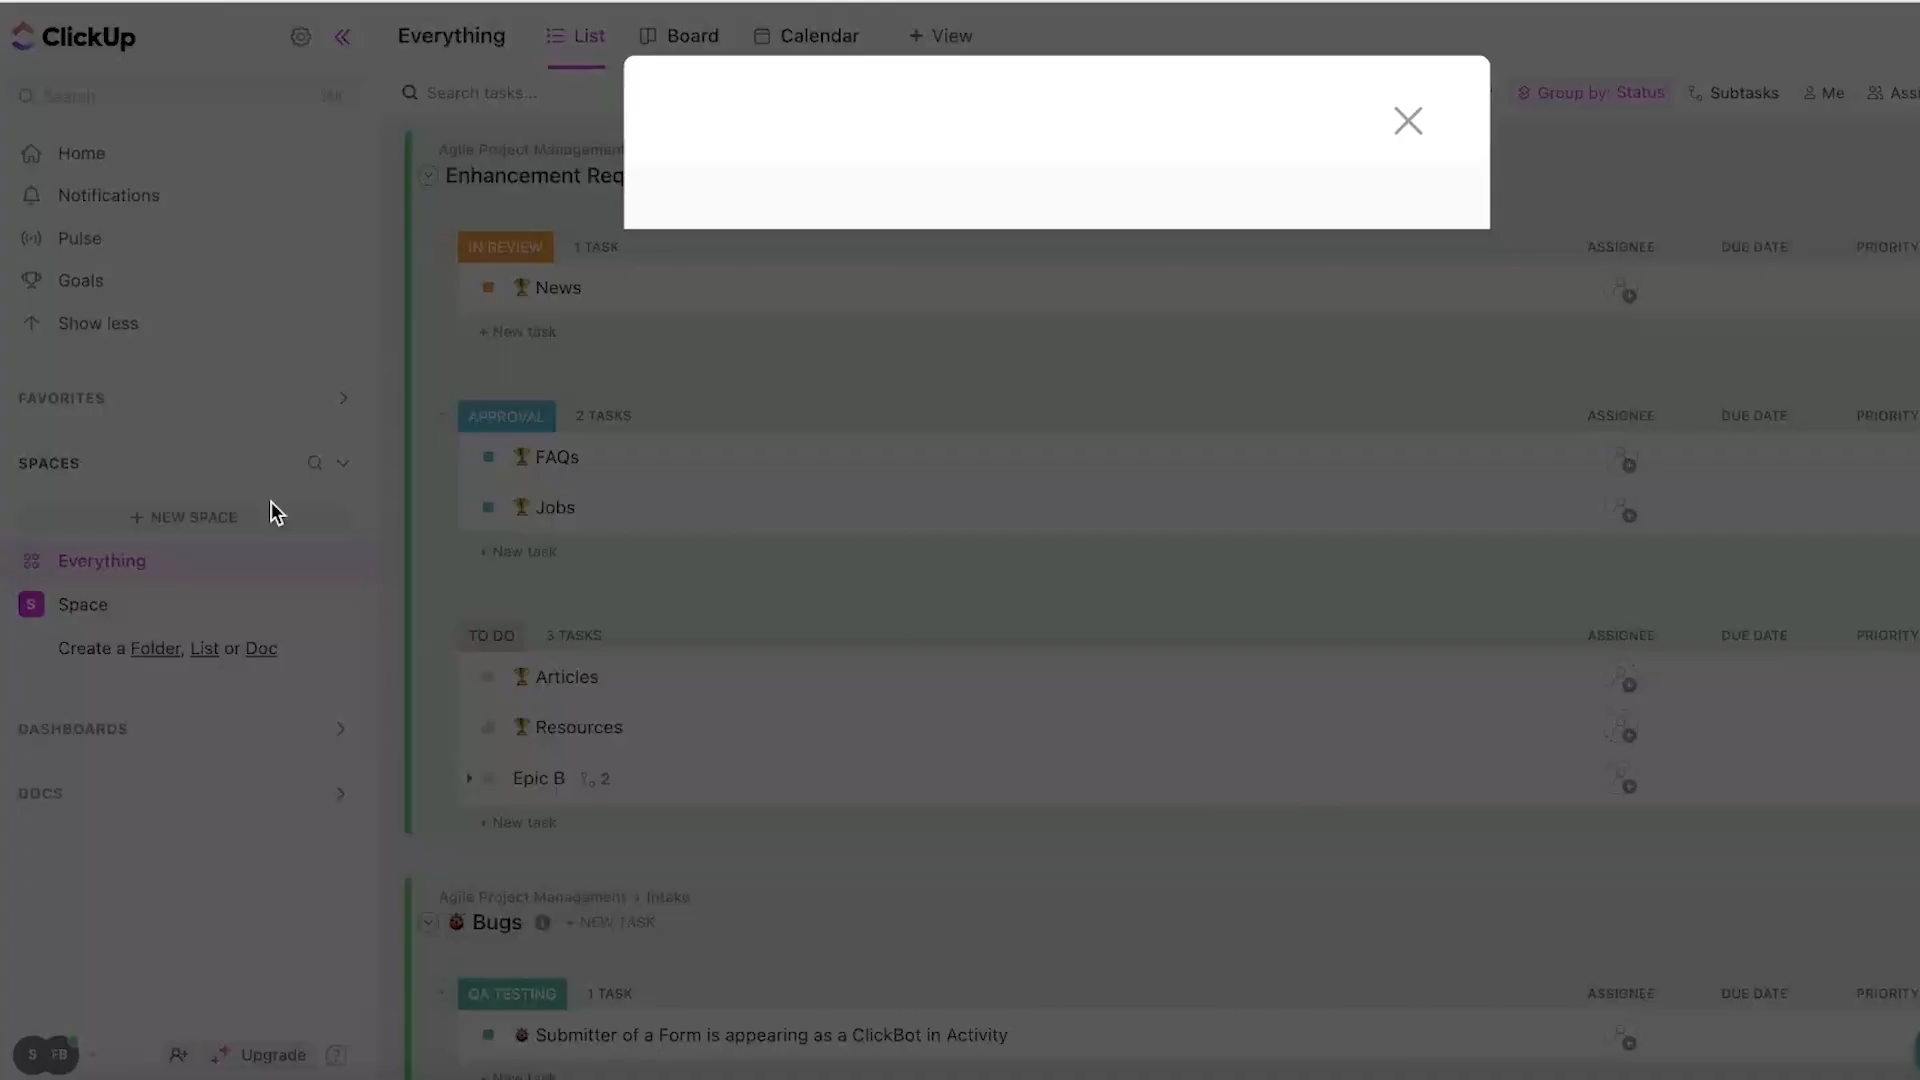 ClickUp
Search
Home
Notifications
Pulse
Goals
Show less
FAVORITES
SPACES
+ NEW SPACE
Everything
S Space
Create a Folder, List or Doc
DASHBOARDS
DOCS
S FB
Upgrade
Everything List Board Calendar + View
Search tasks...
Group by: Status Subtasks Me Assi
Agile Project Management
Enhancement Req
IN REVIEW 1 TASK ASSIGNEE DUE DATE PRIORITY
News
+ New task
APPROVAL 2 TASKS ASSIGNEE DUE DATE PRIORITY
FAQs
Jobs
+ New task
TO DO 3 TASKS ASSIGNEE DUE DATE PRIORITY
Articles
Resources
Epic B 2
+ New task
Agile Project Management > Intake
Bugs + NEW TASK
QA TESTING 1 TASK ASSIGNEE DUE DATE PRIORITY
Submitter of a Form is appearing as a ClickBot in Activity
+ New task